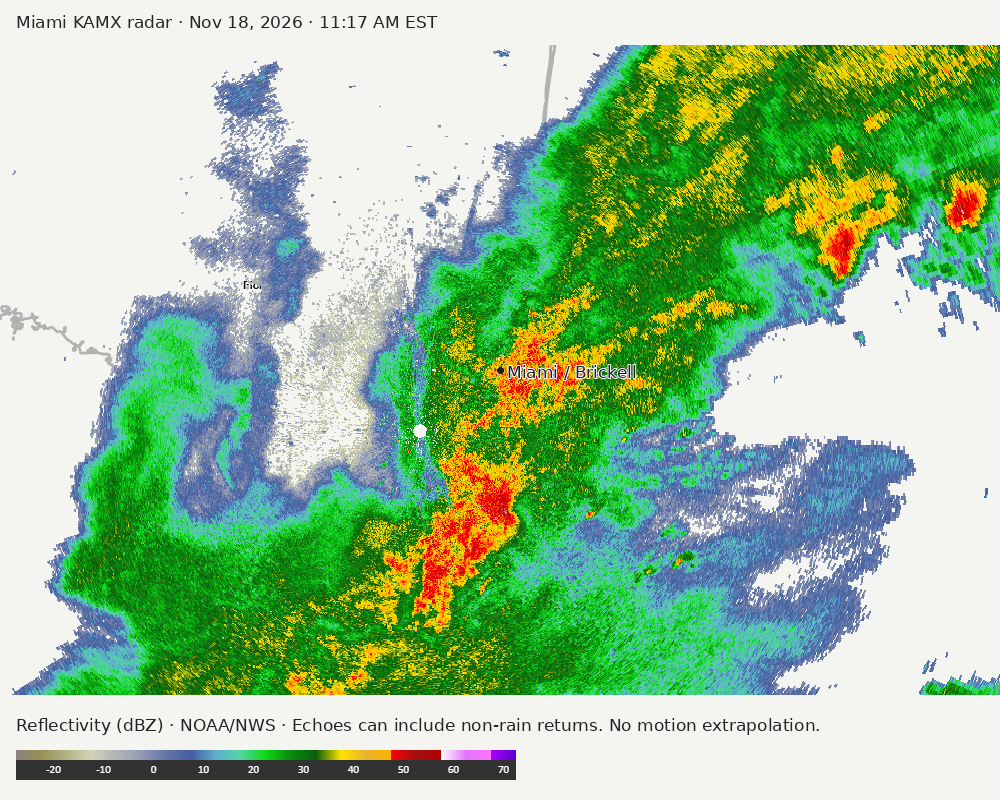 Miami KAMX radar · Nov 18, 2026 · 11:17 AM EST
Miami / Brickell
Reflectivity (dBZ) · NOAA/NWS · Echoes can include non-rain returns. No motion extrapolation.
-20 -10 0 10 20 30 40 50 60 70